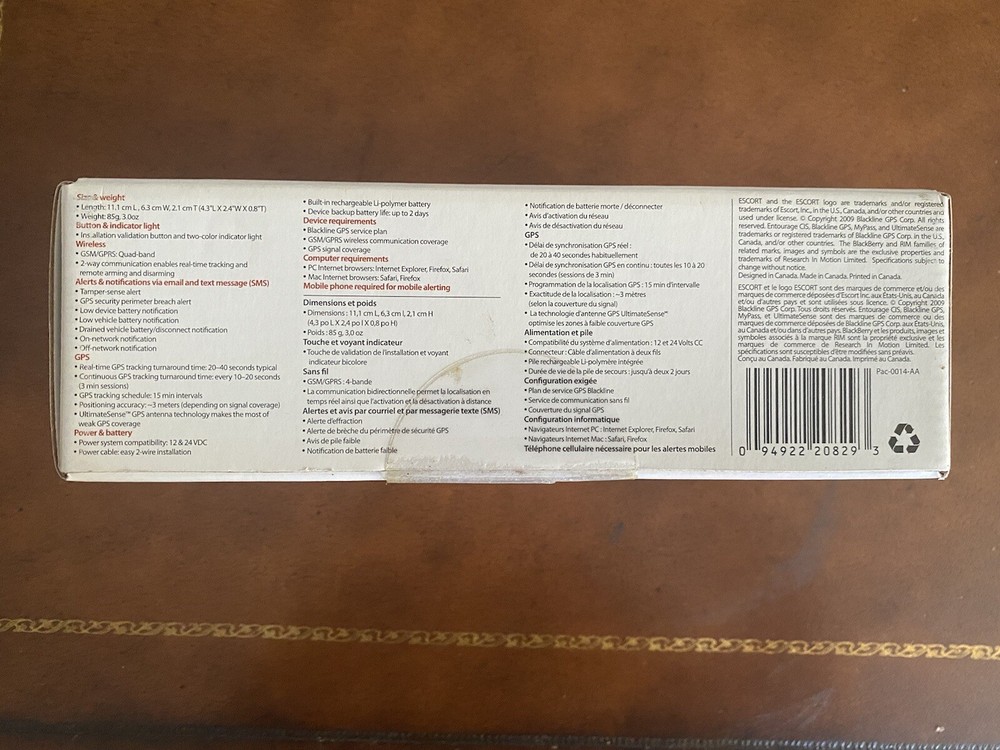 Size & weight
• Length: 11.1 cm L, 6.3 cm W, 2.1 cm T (4.3"L X 2.4"W X 0.8"T)
• Weight: 85g, 3.0oz
Button & indicator light
• Installation validation button and two-color indicator light
Wireless
• GSM/GPRS: Quad-band
• 2-way communication enables real-time tracking and
remote arming and disarming
Alerts & notifications via email and text message (SMS)
• Tamper-sense alert
• GPS security perimeter breach alert
• Low device battery notification
• Low vehicle battery notification
• Drained vehicle battery/disconnect notification
• On-network notification
• Off-network notification
GPS
• Real-time GPS tracking turnaround time: 20–40 seconds typical
• Continuous GPS tracking turnaround time: every 10–20 seconds
(3 min sessions)
• GPS tracking schedule: 15 min intervals
• Positioning accuracy: ~3 meters (depending on signal coverage)
• UltimateSense™ GPS antenna technology makes the most of
weak GPS coverage
Power & battery
• Power system compatibility: 12 & 24 VDC
• Power cable: easy 2-wire installation
• Built-in rechargeable Li-polymer battery
• Device backup battery life: up to 2 days
Device requirements
• Blackline GPS service plan
• GSM/GPRS wireless communication coverage
• GPS signal coverage
Computer requirements
• PC Internet browsers: Internet Explorer, Firefox, Safari
• Mac Internet browsers: Safari, Firefox
Mobile phone required for mobile alerting
Dimensions et poids
• Dimensions : 11,1 cm L, 6,3 cm l, 2,1 cm H
(4,3 po L X 2,4 po l X 0,8 po H)
• Poids : 85 g, 3,0 oz
Touche et voyant indicateur
• Touche de validation de l'installation et voyant
indicateur bicolore
Sans fil
• GSM/GPRS : 4-bande
• La communication bidirectionnelle permet la localisation en
temps réel ainsi que l'activation et la désactivation à distance
Alertes et avis par courriel et par messagerie texte (SMS)
• Alerte d'effraction
• Alerte de brèche du périmètre de sécurité GPS
• Avis de pile faible
• Notification de batterie faible
• Notification de batterie morte / déconnecter
• Avis d'activation du réseau
• Avis de désactivation du réseau
GPS
• Délai de synchronisation GPS réel :
de 20 à 40 secondes habituellement
• Délai de synchronisation GPS en continu : toutes les 10 à 20
secondes (sessions de 3 min)
• Programmation de la localisation GPS : 15 min d'intervalle
• Exactitude de la localisation : ~3 mètres
(selon la couverture du signal)
• La technologie d'antenne GPS UltimateSense™
optimise les zones à faible couverture GPS
Alimentation et pile
• Compatibilité du système d'alimentation : 12 et 24 Volts CC
• Connecteur : Câble d'alimentation à deux fils
• Pile rechargeable Li-polymère intégrée
• Durée de vie de la pile de secours : jusqu'à deux 2 jours
Configuration exigée
• Plan de service GPS Blackline
• Service de communication sans fil
• Couverture du signal GPS
Configuration informatique
• Navigateurs Internet PC : Internet Explorer, Firefox, Safari
• Navigateurs Internet Mac : Safari, Firefox
Téléphone cellulaire nécessaire pour les alertes mobiles
ESCORT and the ESCORT logo are trademarks and/or registered
trademarks of Escort, Inc., in the U.S., Canada, and/or other countries and
used under license. © Copyright 2009 Blackline GPS Corp. All rights
reserved. Entourage CIS, Blackline GPS, MyPass, and UltimateSense are
trademarks or registered trademarks of Blackline GPS Corp. in the U.S.,
Canada, and/or other countries. The BlackBerry and RIM families of
related marks, images and symbols are the exclusive properties and
trademarks of Research In Motion Limited. Specifications subject to
change without notice.
Designed in Canada. Made in Canada. Printed in Canada.
ESCORT et le logo ESCORT sont des marques de commerce et/ou des
marques de commerce déposées d'Escort Inc. aux États-Unis, au Canada
et/ou d'autres pays et sont utilisées sous licence. © Copyright 2009
Blackline GPS Corp. Tous droits réservés. Entourage CIS, Blackline GPS,
MyPass, et UltimateSense sont des marques de commerce ou des
marques de commerce déposées de Blackline GPS Corp. aux États-Unis,
au Canada et/ou dans d'autres pays. BlackBerry et les produits, images et
symboles associés à la marque RIM sont la propriété exclusive et les
marques de commerce de Research In Motion Limited. Les
spécifications sont susceptibles d'être modifiées sans préavis.
Conçu au Canada. Fabriqué au Canada. Imprimé au Canada.
Pac-0014-AA
0 94922 20829 3